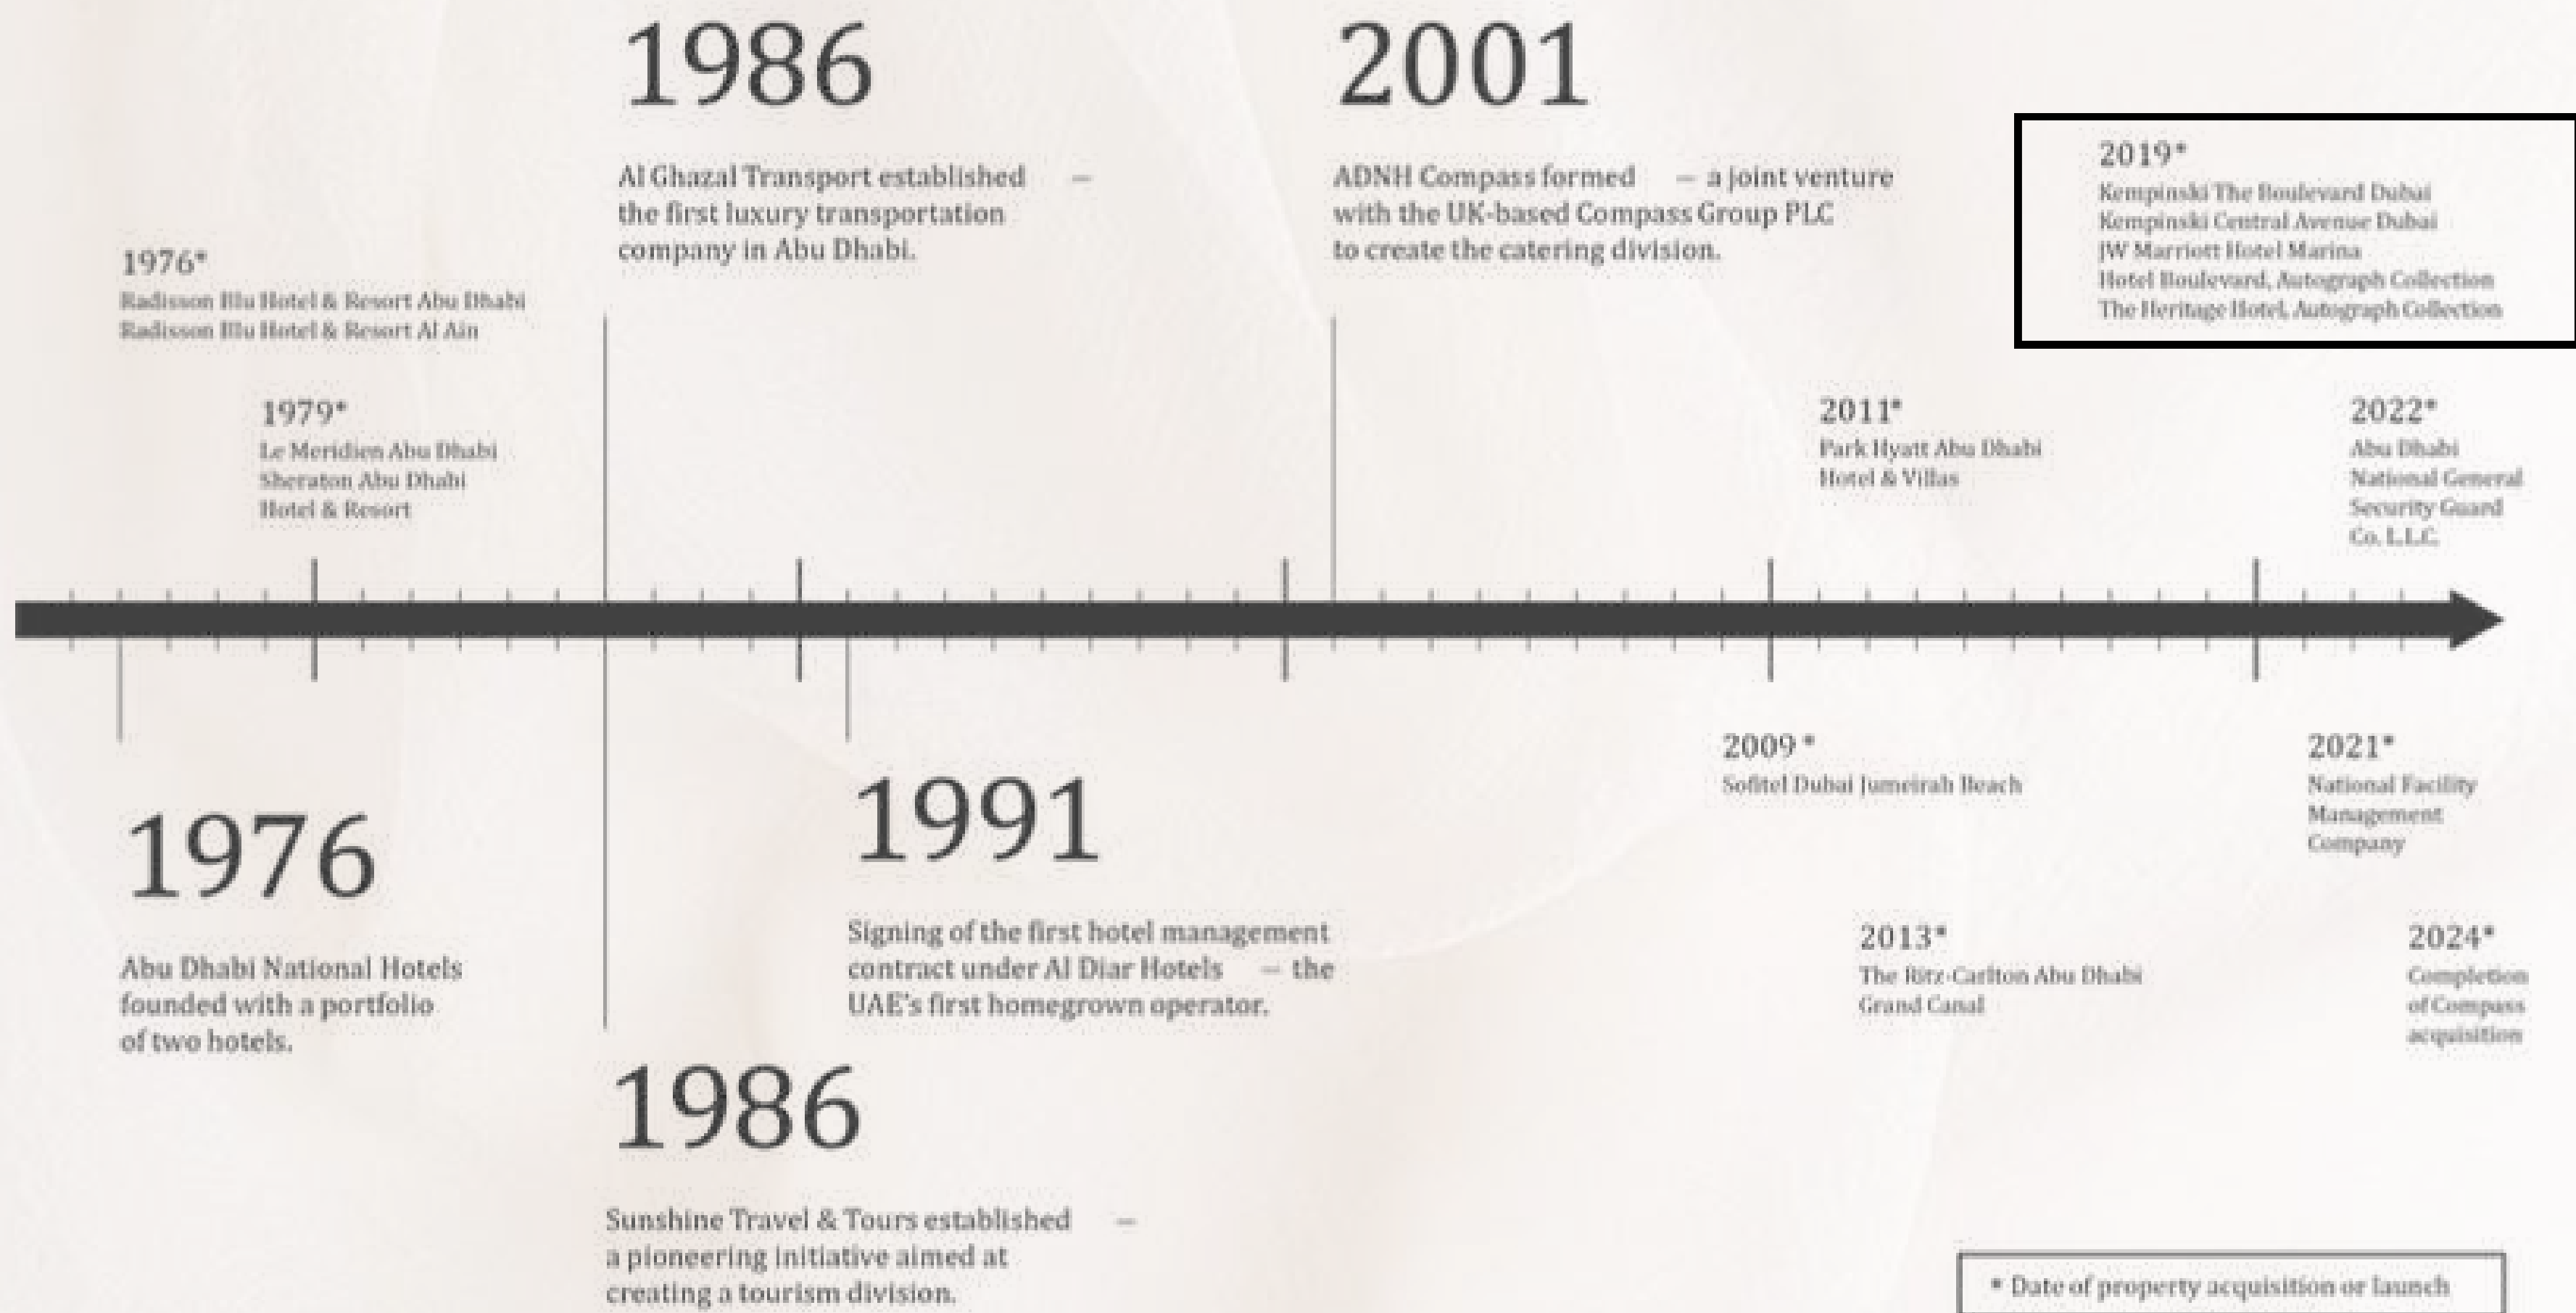 1986
Al Ghazal Transport established —
the first luxury transportation
company in Abu Dhabi.
2001
ADNH Compass formed — a joint venture
with the UK-based Compass Group PLC
to create the catering division.
2019*
Kempinski The Boulevard Dubai
Kempinski Central Avenue Dubai
JW Marriott Hotel Marina
Hotel Boulevard, Autograph Collection
The Heritage Hotel, Autograph Collection
1976*
Radisson Blu Hotel & Resort Abu Dhabi
Radisson Blu Hotel & Resort Al Ain
1979*
Le Meridien Abu Dhabi
Sheraton Abu Dhabi
Hotel & Resort
2011*
Park Hyatt Abu Dhabi
Hotel & Villas
2022*
Abu Dhabi
National General
Security Guard
Co. L.L.C.
1976
Abu Dhabi National Hotels
founded with a portfolio
of two hotels.
1991
Signing of the first hotel management
contract under Al Diar Hotels — the
UAE's first homegrown operator.
2009 *
Sofitel Dubai Jumeirah Beach
2021*
National Facility
Management
Company
2013*
The Ritz-Carlton Abu Dhabi
Grand Canal
2024*
Completion
of Compass
acquisition
1986
Sunshine Travel & Tours established —
a pioneering initiative aimed at
creating a tourism division.
* Date of property acquisition or launch